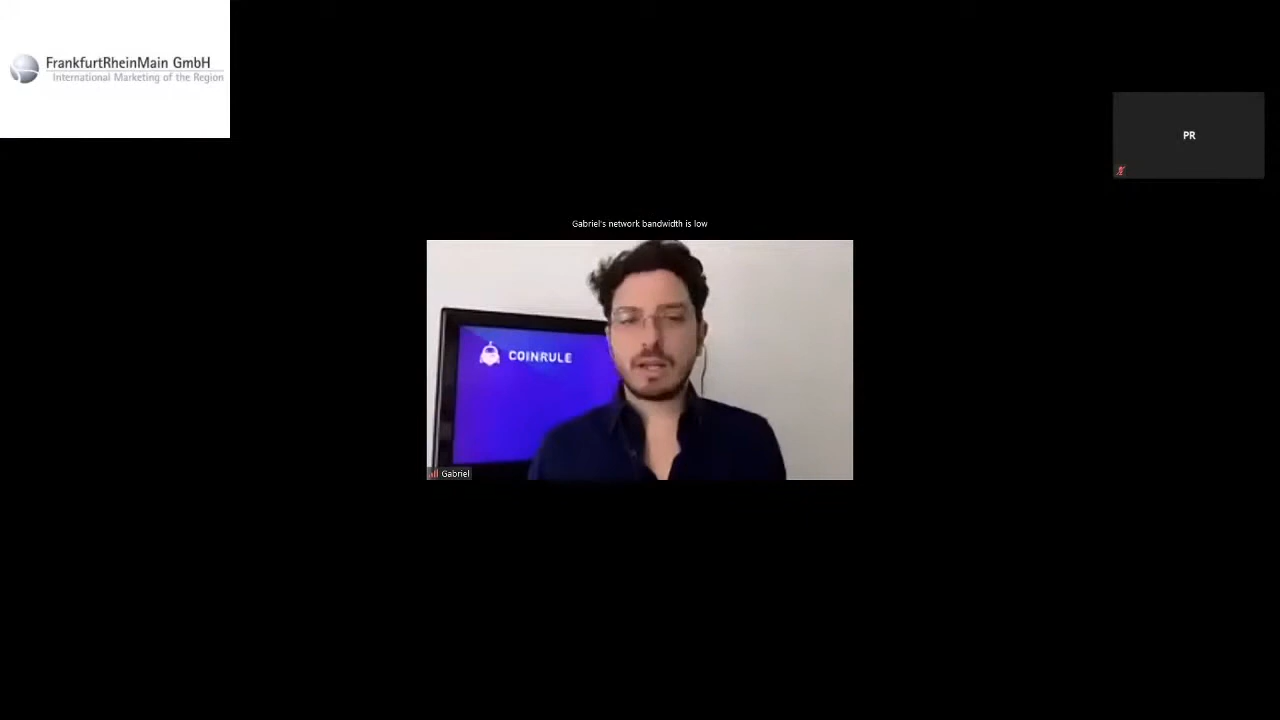 FrankfurtRheinMain GmbH
International Marketing of the Region
PR
Gabriel's network bandwidth is low
COINRULE
Gabriel